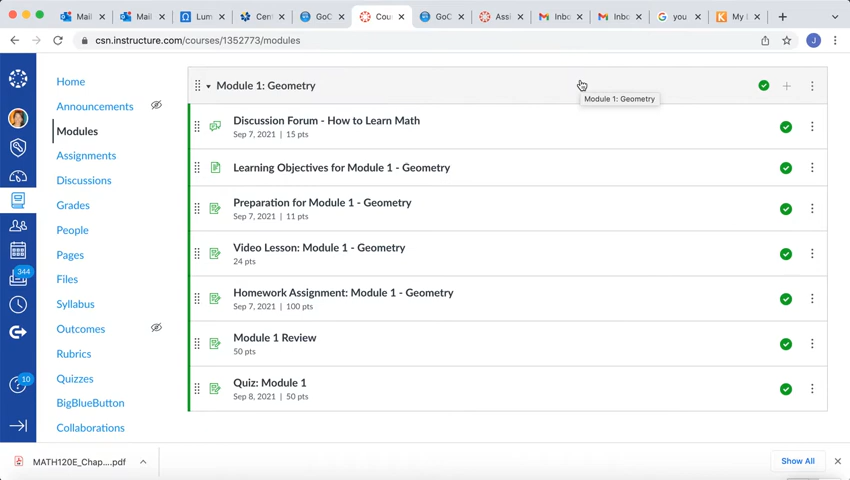 Mail
Mail
Lum
Cent
GoC
Cou
GoC
Assi
Inbo
Inbo
you
My l
csn.instructure.com/courses/1352773/modules
J
Home
Announcements
Modules
Assignments
Discussions
Grades
People
Pages
Files
Syllabus
Outcomes
Rubrics
Quizzes
BigBlueButton
Collaborations
344
10
Module 1: Geometry
Module 1: Geometry
Discussion Forum - How to Learn Math
Sep 7, 2021 | 15 pts
Learning Objectives for Module 1 - Geometry
Preparation for Module 1 - Geometry
Sep 7, 2021 | 11 pts
Video Lesson: Module 1 - Geometry
24 pts
Homework Assignment: Module 1 - Geometry
Sep 7, 2021 | 100 pts
Module 1 Review
50 pts
Quiz: Module 1
Sep 8, 2021 | 50 pts
MATH120E_Chap....pdf
Show All